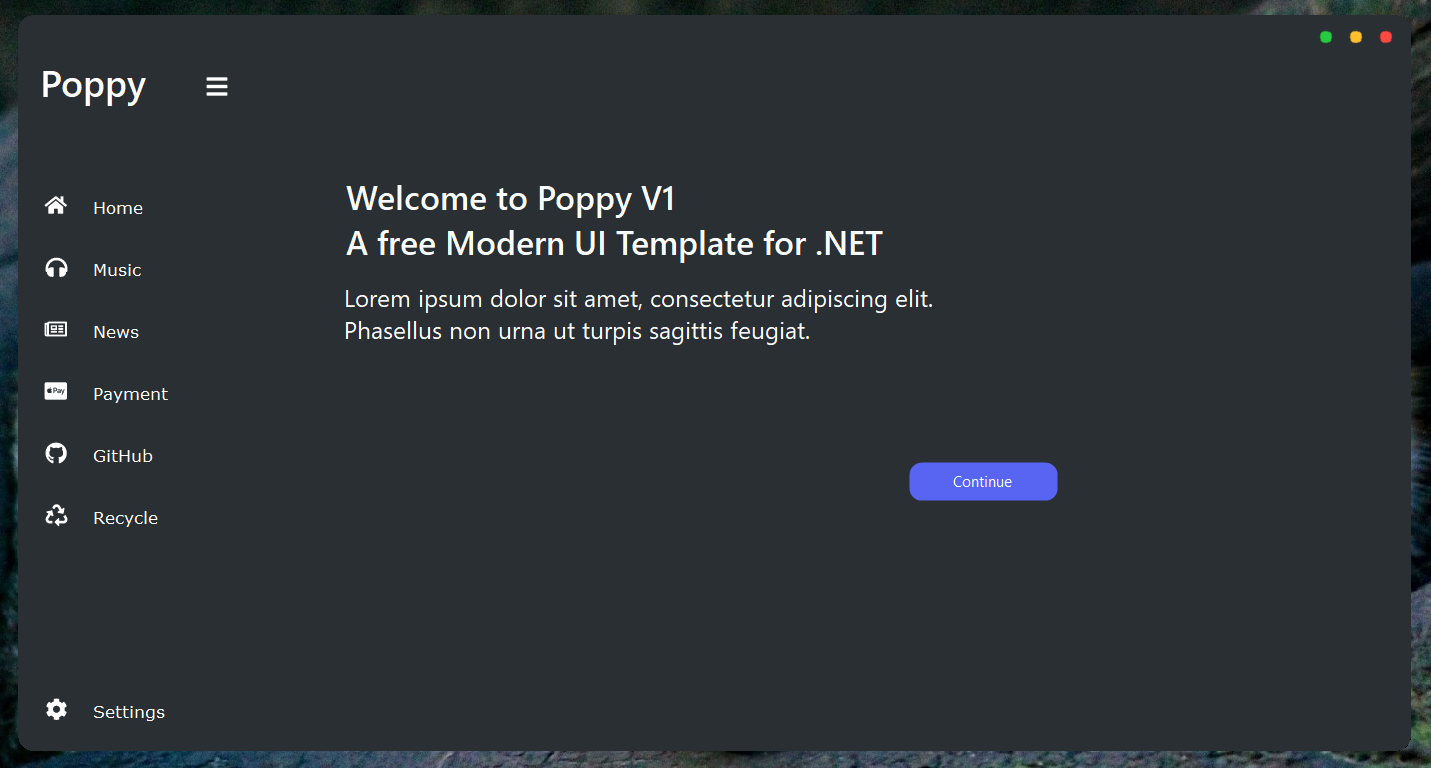 Poppy
Home
Music
News
Pay
Payment
GitHub
Recycle
Settings
Welcome to Poppy V1
A free Modern UI Template for .NET
Lorem ipsum dolor sit amet, consectetur adipiscing elit.
Phasellus non urna ut turpis sagittis feugiat.
Continue